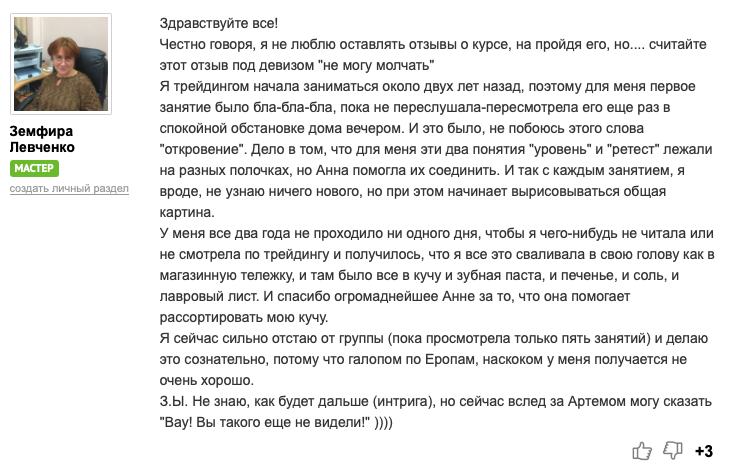 Здравствуйте все!
Честно говоря, я не люблю оставлять отзывы о курсе, на пройдя его, но.... считайте
этот отзыв под девизом "не могу молчать"
Я трейдингом начала заниматься около двух лет назад, поэтому для меня первое
занятие было бла-бла-бла, пока не переслушала-пересмотрела его еще раз в
спокойной обстановке дома вечером. И это было, не побоюсь этого слова
"откровение". Дело в том, что для меня эти два понятия "уровень" и "ретест" лежали
на разных полочках, но Анна помогла их соединить. И так с каждым занятием, я
вроде, не узнаю ничего нового, но при этом начинает вырисовываться общая
картина.
У меня все два года не проходило ни одного дня, чтобы я чего-нибудь не читала или
не смотрела по трейдингу и получилось, что я все это сваливала в свою голову как в
магазинную тележку, и там было все в кучу и зубная паста, и печенье, и соль, и
лавровый лист. И спасибо огромаднейшее Анне за то, что она помогает
рассортировать мою кучу.
Я сейчас сильно отстаю от группы (пока просмотрела только пять занятий) и делаю
это сознательно, потому что галопом по Еропам, наскоком у меня получается не
очень хорошо.
З.Ы. Не знаю, как будет дальше (интрига), но сейчас вслед за Артемом могу сказать
"Вау! Вы такого еще не видели!" ))))
Земфира
Левченко
МАСТЕР
создать личный раздел
+3